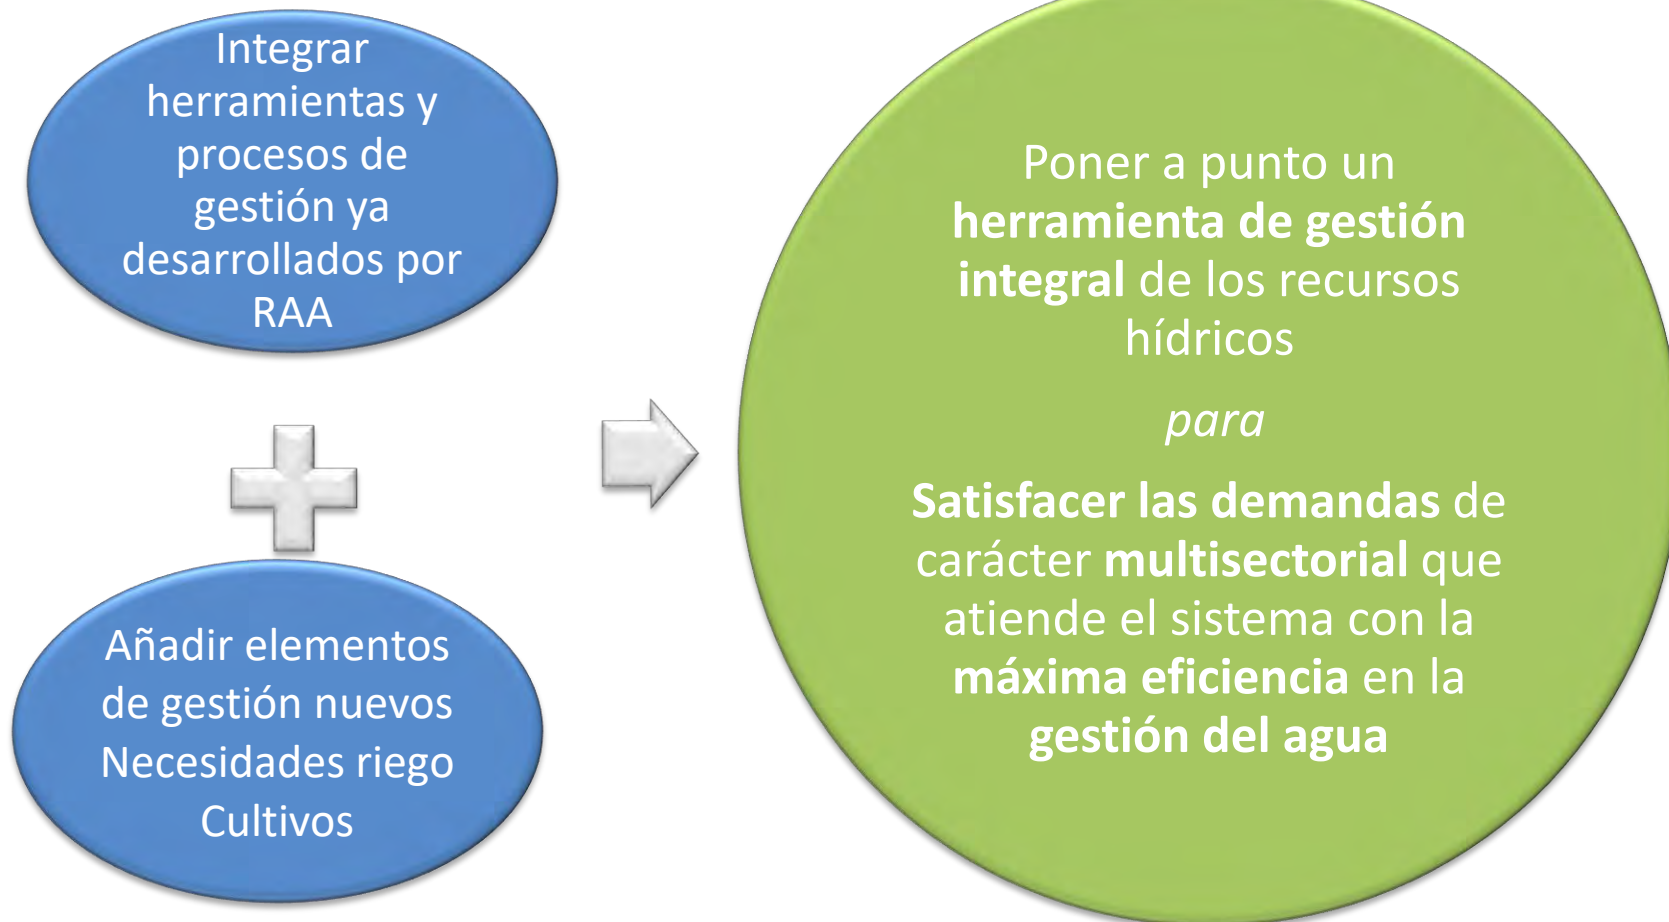 Integrar
herramientas y
procesos de
gestión ya
desarrollados por
RAA
Añadir elementos
de gestión nuevos
Necesidades riego
Cultivos
Poner a punto un
herramienta de gestión
integral de los recursos
hídricos
para
Satisfacer las demandas de
carácter multisectorial que
atiende el sistema con la
máxima eficiencia en la
gestión del agua